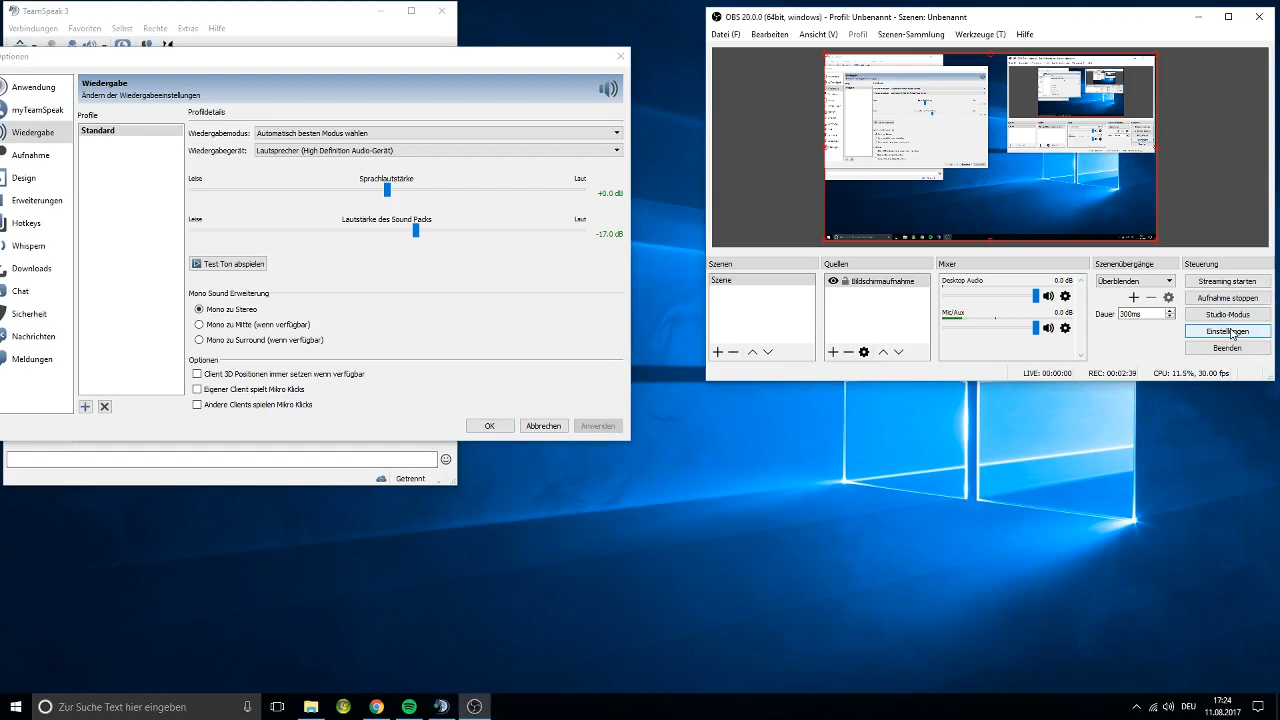 TeamSpeak 3
Verbindungen Favoriten Selbst Rechte Extras Hilfe
Optionen
Anwendung
myTeamSpeak
Wiedergabe
Aufnahme
Design
Erweiterungen
Hotkeys
Whispern
Downloads
Chat
Sicherheit
Nachrichten
Meldungen
Wiedergabe
Profile
Standard
Profildetails
Wiedergabemodus: Automatisch besten Modus
Lautsprecher (High Definition Audio
Leise Sprachlautstärke Laut
+0.0 dB
Leise Lautstärke des Sound Packs Laut
-17.0 dB
Test Ton abspielen
Mono Sound Erweiterung
Mono zu Stereo
Mono zu Mitte (wenn verfügbar)
Mono zu Surround (wenn verfügbar)
Optionen
Client 3D Positionen immer setzen wenn verfügbar
Eigener Client spielt Mikro Klicks
Andere Clients spielen Mikro Klicks
OK Abbrechen Anwenden
Getrennt
OBS 20.0.0 (64bit, windows) - Profil: Unbenannt - Szenen: Unbenannt
Datei (F) Bearbeiten Ansicht (V) Profil Szenen-Sammlung Werkzeuge (T) Hilfe
Szenen
Szene
Quellen
Bildschirmaufnahme
Mixer
Desktop Audio 0.0 dB
Mic/Aux 0.0 dB
Szenenübergänge
Überblenden
Dauer 300ms
Steuerung
Streaming starten
Aufnahme stoppen
Studio-Modus
Einstellungen
Beenden
LIVE: 00:00:00 REC: 00:02:39 CPU: 11.5%, 30.00 fps
Zur Suche Text hier eingeben
DEU
17:24
11.08.2017